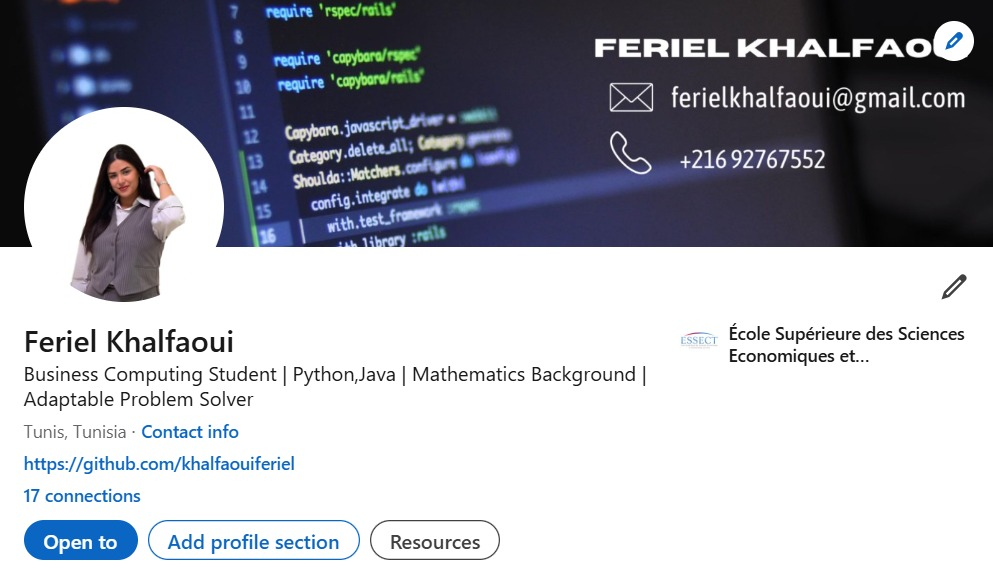 7 require 'rspec/rails'
8
9 require 'capybara/rspec'
10 require 'capybara/rails'
11
12 Capybara.javascript_driver =
13 Category.delete_all; Category
14 Shoulda::Matchers.configure do |config|
15 config.integrate do |with|
16 with.test_framework :rspec
with.library :rails
FERIEL KHALFAO
ferielkhalfaoui@gmail.com
+216 92767552
Feriel Khalfaoui
Business Computing Student | Python,Java | Mathematics Background |
Adaptable Problem Solver
Tunis, Tunisia · Contact info
https://github.com/khalfaouiferiel
17 connections
Open to
Add profile section
Resources
ESSECT
École Supérieure des Sciences
Economiques et...